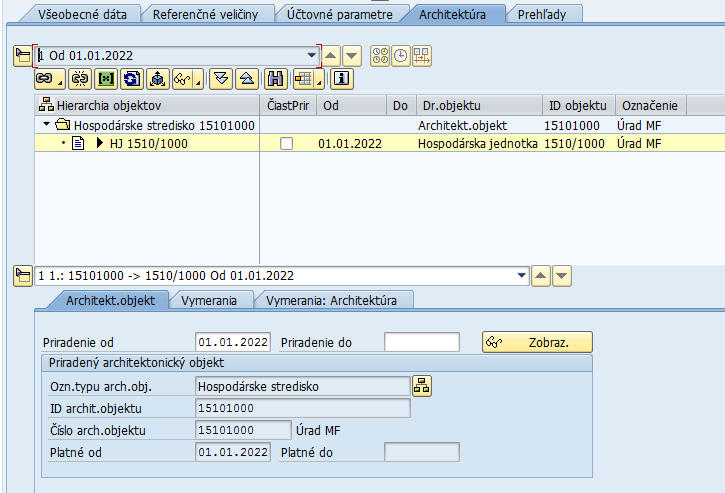 Všeobecné dáta Referenčné veličiny Účtovné parametre Architektúra Prehľady
1 Od 01.01.2022
Hierarchia objektov ČiastPrir Od Do Dr.objektu ID objektu Označenie
Hospodárske stredisko 15101000 Architekt.objekt 15101000 Úrad MF
HJ 1510/1000 01.01.2022 Hospodárska jednotka 1510/1000 Úrad MF
1 1.: 15101000 -> 1510/1000 Od 01.01.2022
Architekt.objekt Vymerania Vymerania: Architektúra
Priradenie od 01.01.2022 Priradenie do Zobraz.
Priradený architektonický objekt
Ozn.typu arch.obj. Hospodárske stredisko
ID archit.objektu 15101000
Číslo arch.objektu 15101000 Úrad MF
Platné od 01.01.2022 Platné do